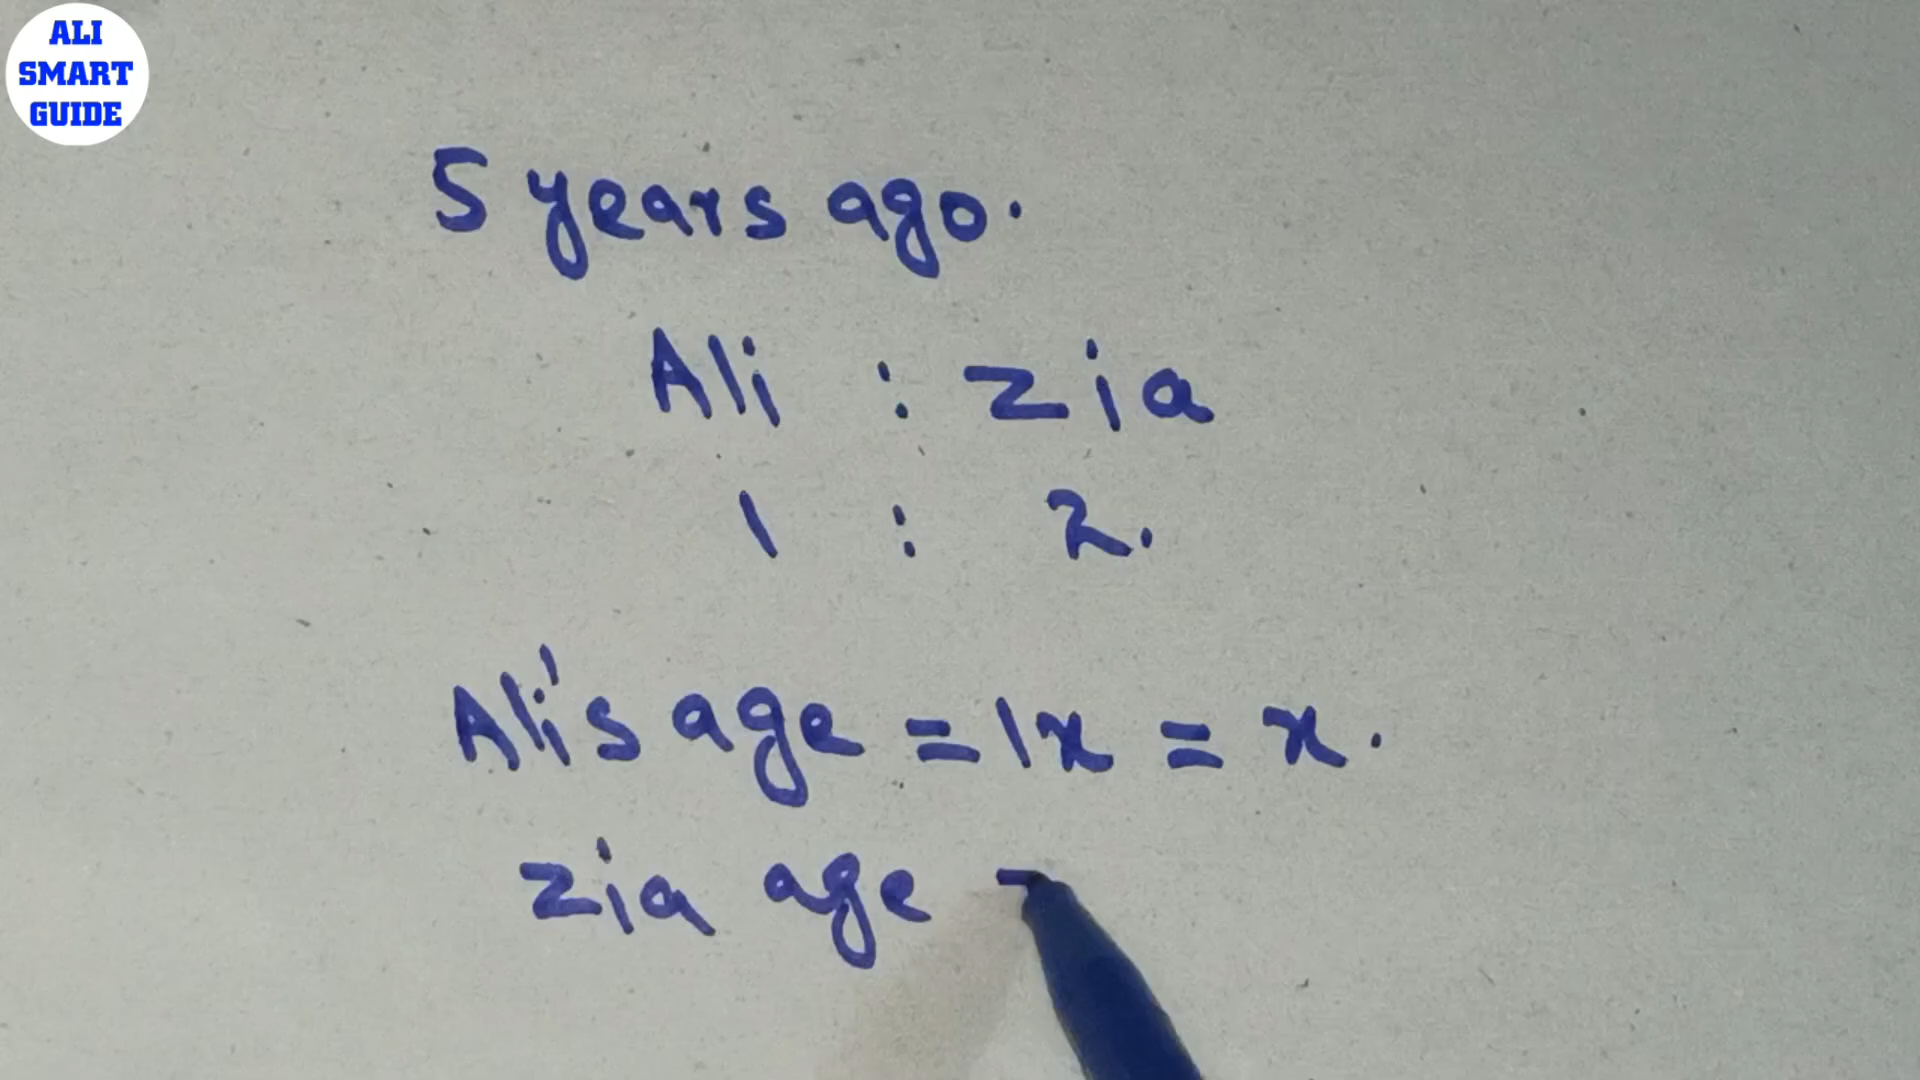 ALI
SMART
GUIDE
5 years ago.
Ali : zia
1 : 2.
Ali's age = 1x = x.
zia age -